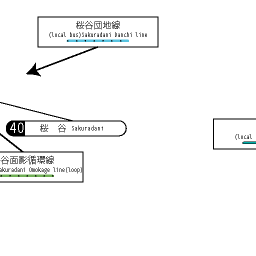 桜谷団地線
(local bus)Sakuradani Danchi line
40 桜 谷 Sakuradani
谷面影循環線
akuradani Omokage line(loop)
(local